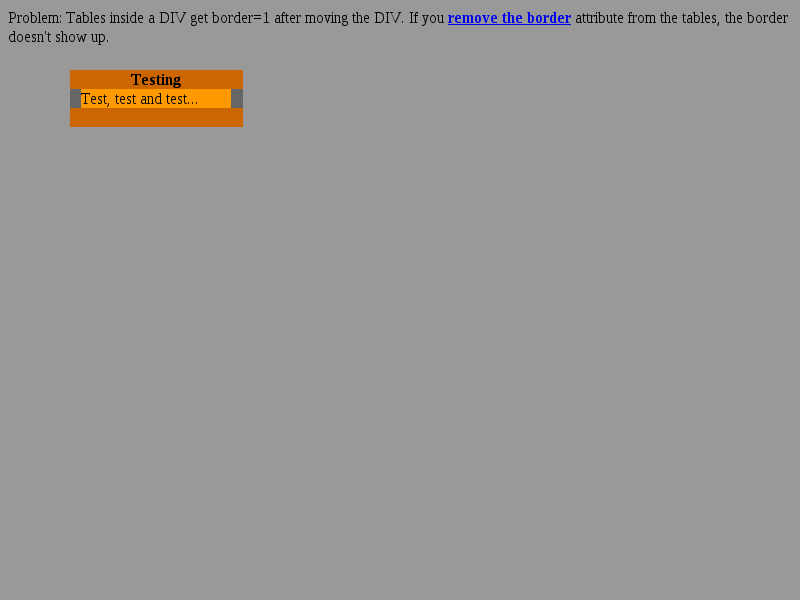 Problem: Tables inside a DIV get border=1 after moving the DIV. If you remove the border attribute from the tables, the border
doesn't show up.
Testing
Test, test and test...